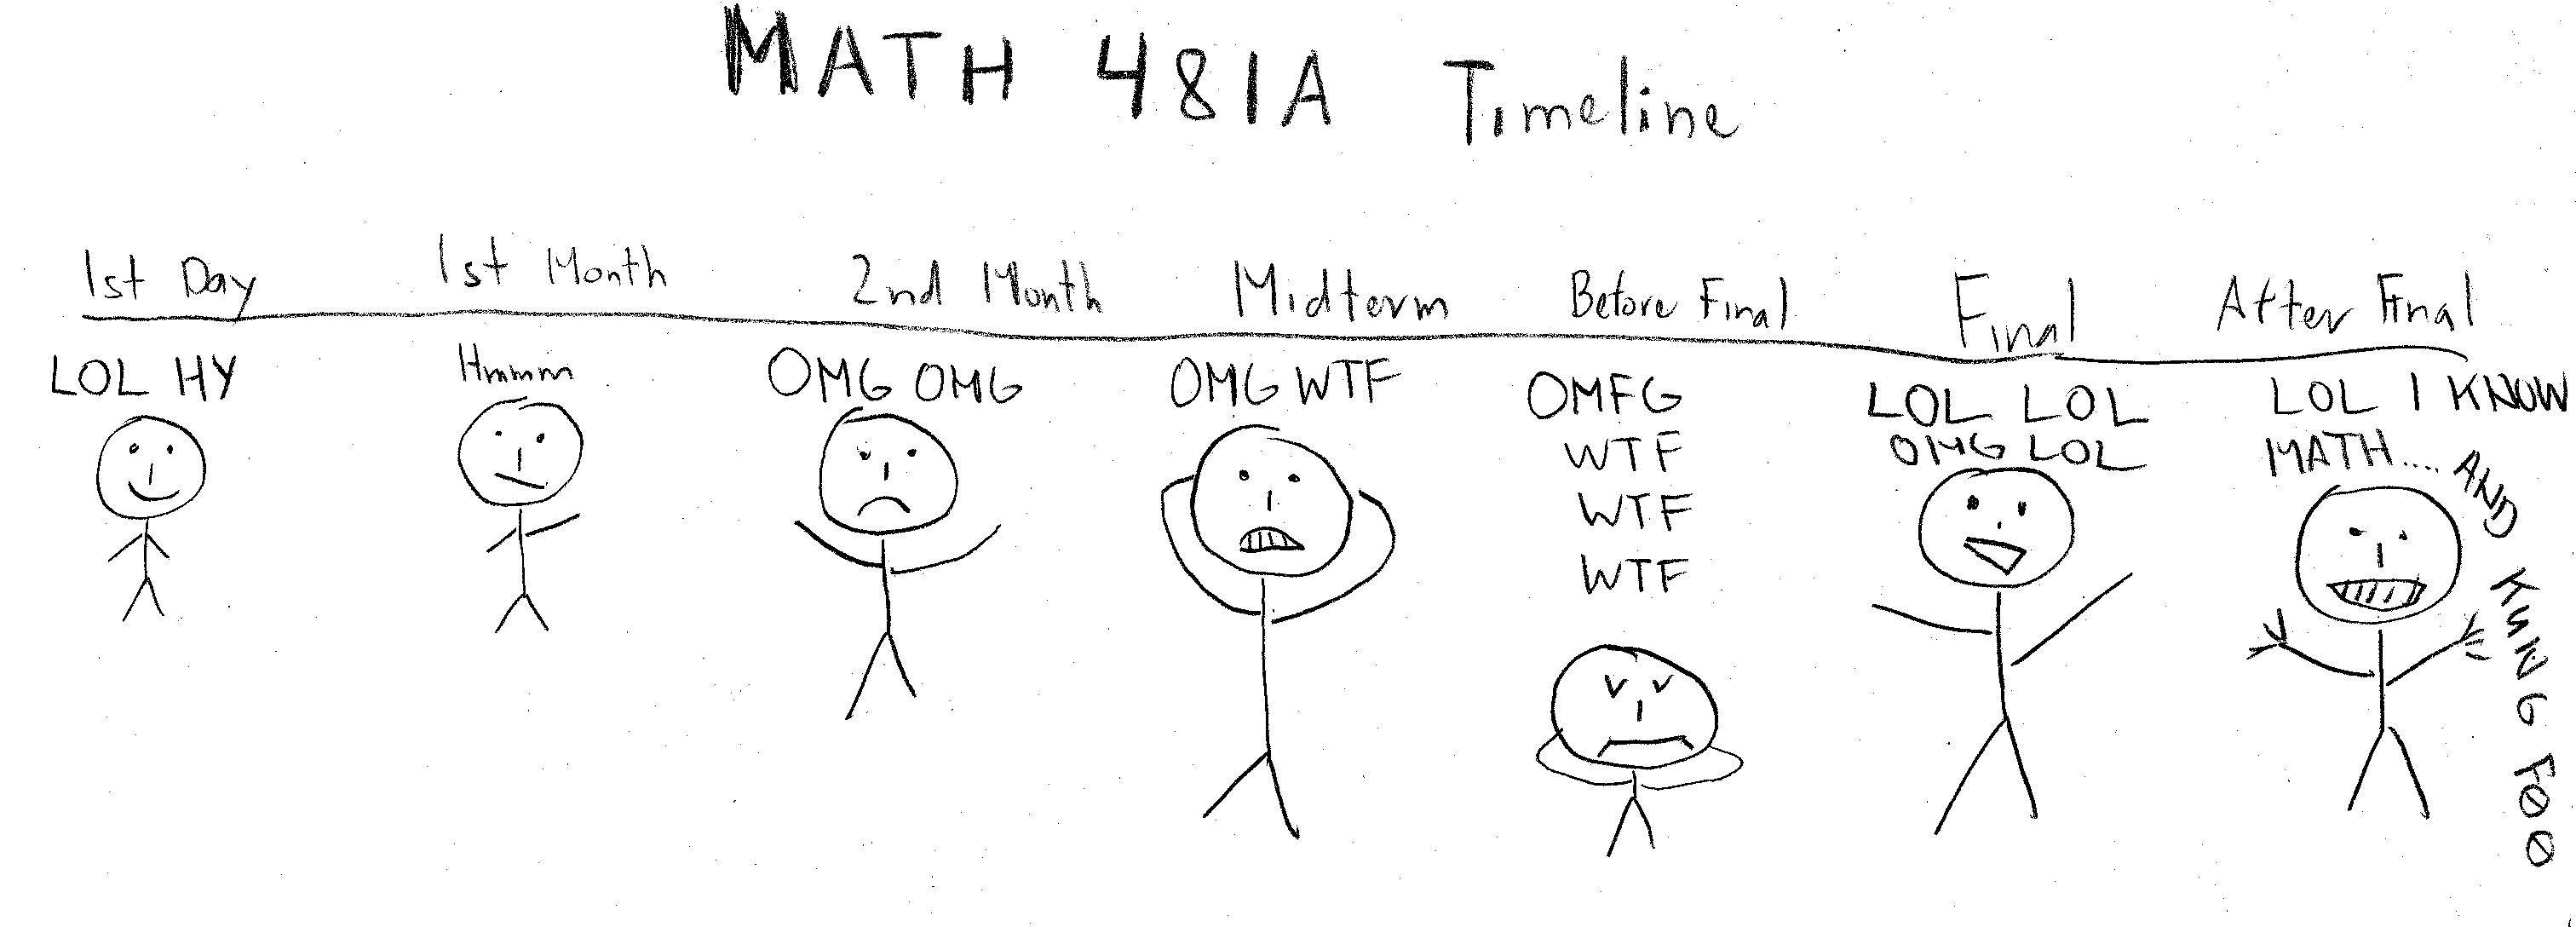 MATH 481A Timeline
1st Day
1st Month
2nd Month
Midterm
Before Final
Final
After Final
LOL HY
Hmmm
OMG OMG
OMG WTF
OMFG
WTF
WTF
WTF
LOL LOL
OMG LOL
LOL I KNOW
MATH.... AND
KUNG FOO